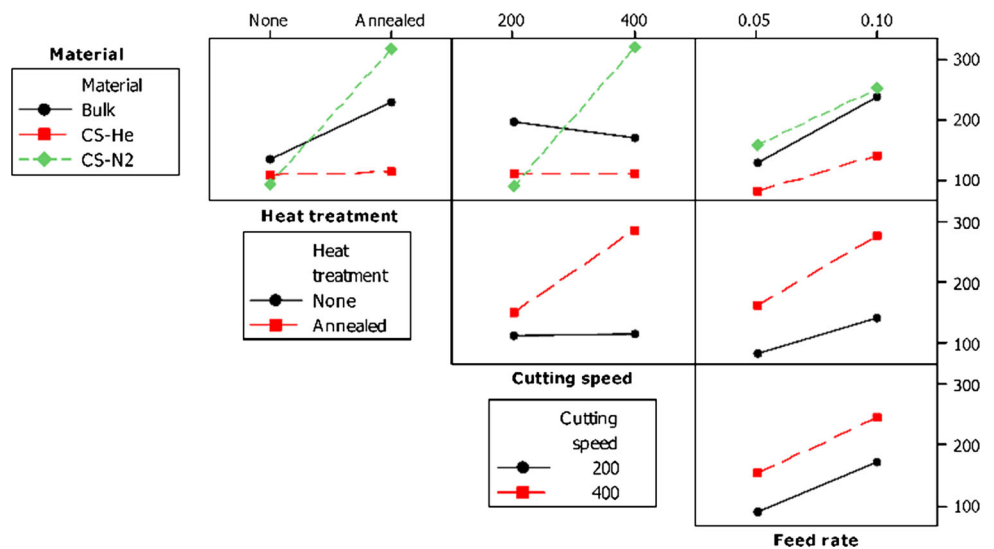 None Annealed 200 400 0.05 0.10
Material
Material
Bulk
CS-He
CS-N2
300
200
100
Heat treatment
Heat
treatment
None
Annealed
300
200
100
Cutting speed
Cutting
speed
200
400
300
200
100
Feed rate